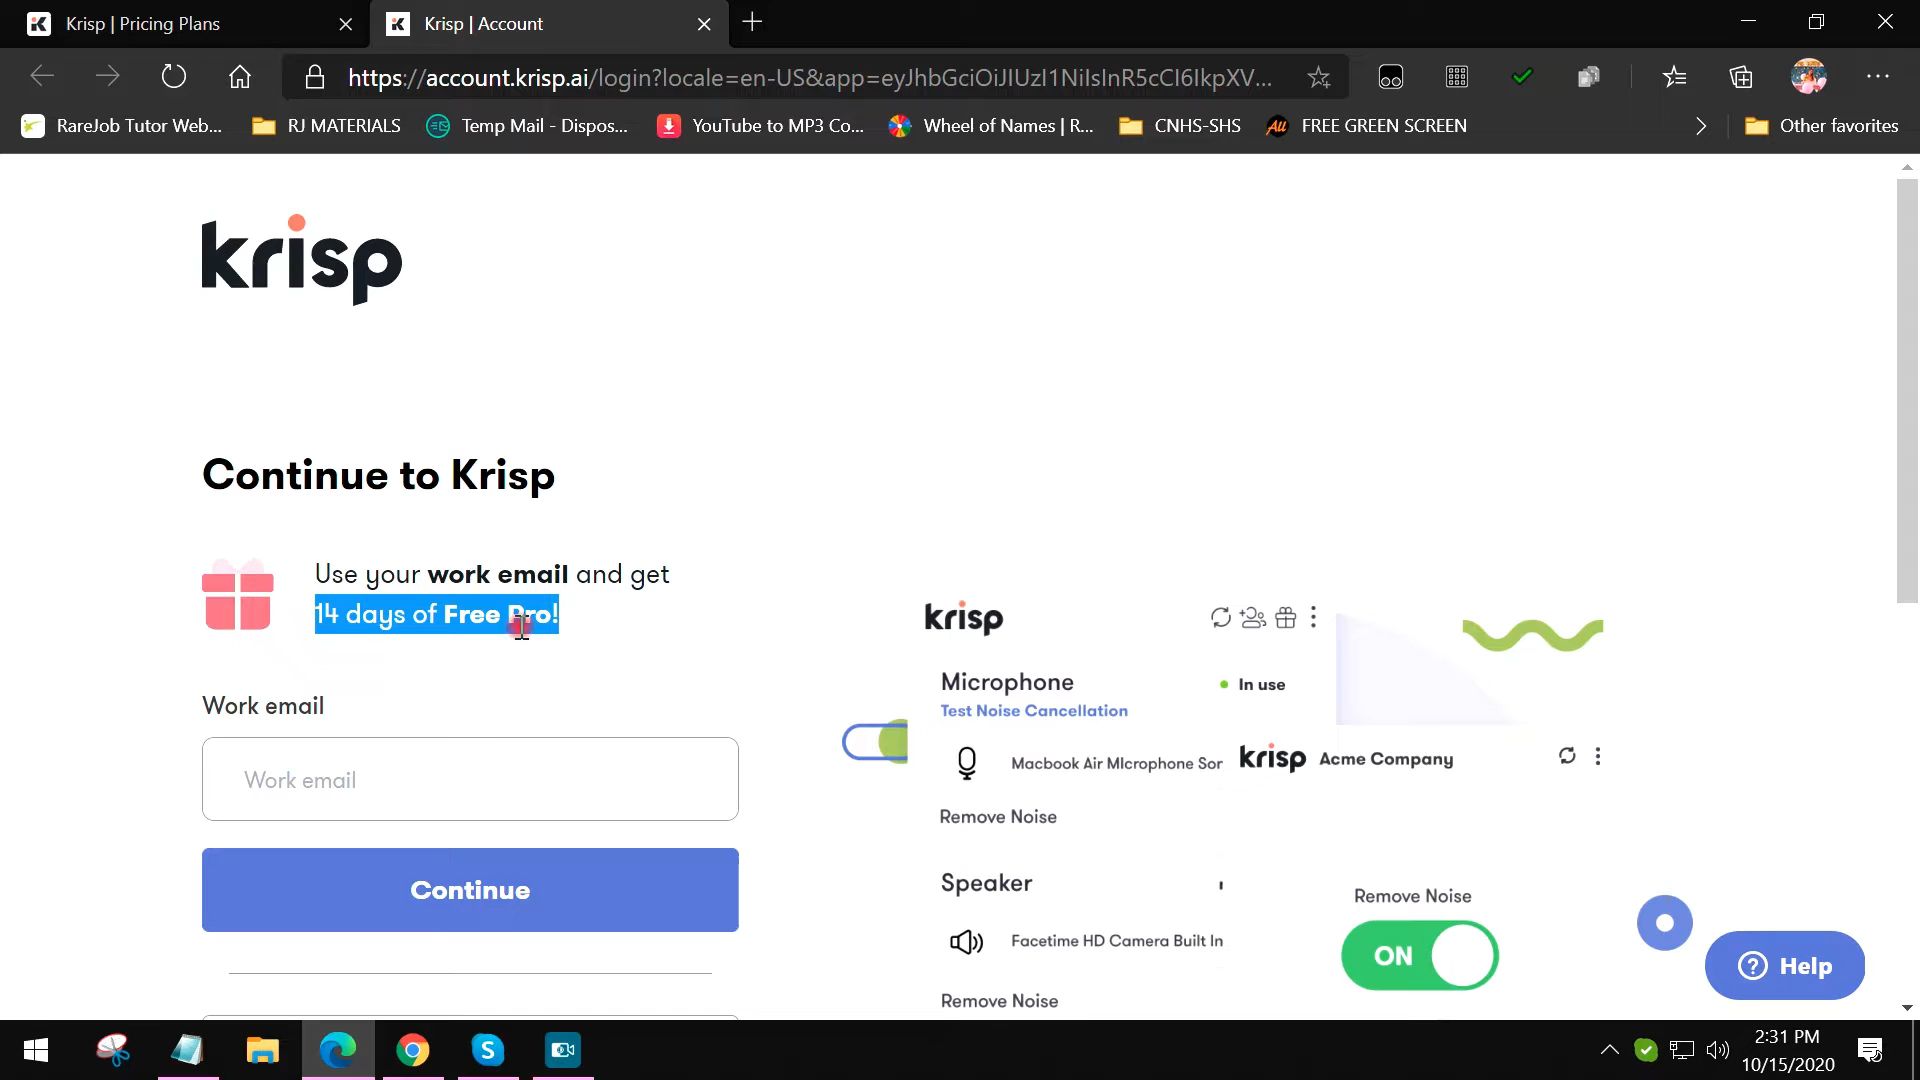 Krisp | Pricing Plans
Krisp | Account
https://account.krisp.ai/login?locale=en-US&app=eyJhbGciOiJIUzI1NiIsInR5cCI6IkpXV...
RareJob Tutor Web...
RJ MATERIALS
Temp Mail - Dispos...
YouTube to MP3 Co...
Wheel of Names | R...
CNHS-SHS
FREE GREEN SCREEN
Other favorites
krisp
Continue to Krisp
Use your work email and get
14 days of Free Pro!
Work email
Work email
Continue
krisp
Microphone
In use
Test Noise Cancellation
Macbook Air MIcrophone Sor
krisp Acme Company
Remove Noise
Speaker
Remove Noise
Facetime HD Camera Built In
ON
Remove Noise
Help
2:31 PM
10/15/2020